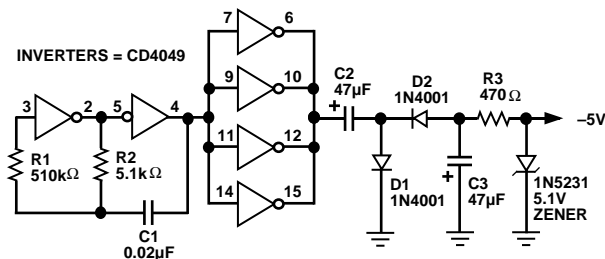 INVERTERS = CD4049
3
2
5
4
R1
510kΩ
R2
5.1kΩ
C1
0.02µF
7
6
9
10
11
12
14
15
C2
47µF
+
D1
1N4001
D2
1N4001
C3
47µF
+
R3
470Ω
–5V
1N5231
5.1V
ZENER